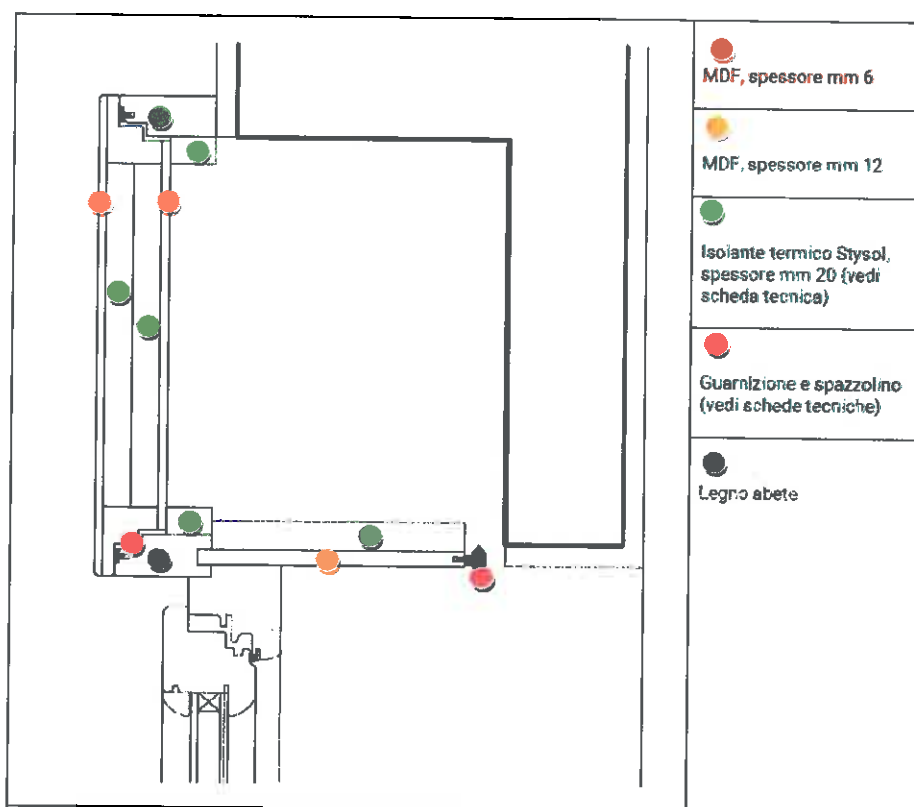 MDF, spessore mm 6
MDF, spessore mm 12
Isolante termico Stysol,
spessore mm 20 (vedi
scheda tecnica)
Guarnizione e spazzolino
(vedi schede tecniche)
Legno abete